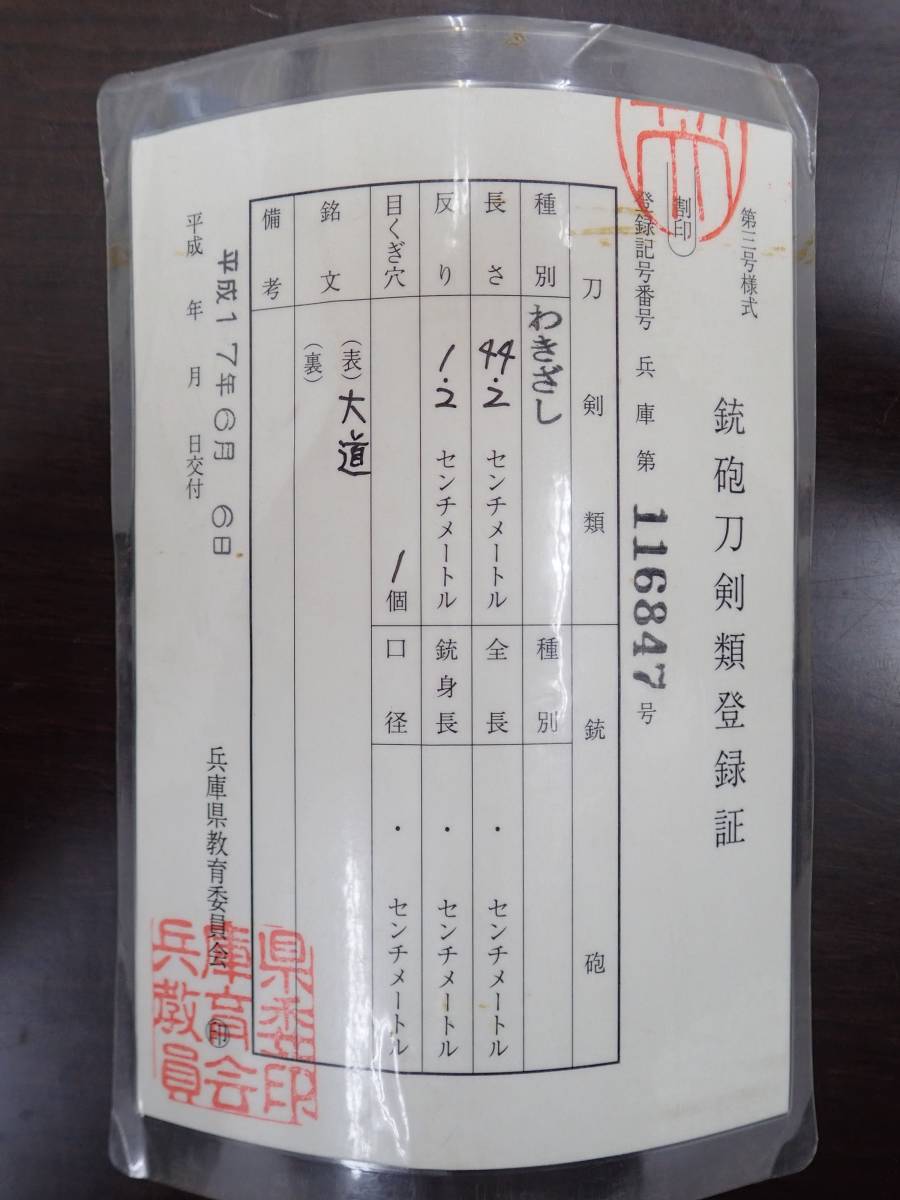 第三号様式
銃砲刀剣類登録証
割印
登録記号番号 兵庫 第 116847 号
刀剣類 銃砲
種別 わきざし 種別
長さ 44.2 センチメートル 全長 . センチメートル
反り 1.2 センチメートル 銃身長 . センチメートル
目くぎ穴 1個 口径 . センチメートル
銘文 (表) 大道
(裏)
備考
平成17年6月 6日
平成 年 月 日交付
兵庫県教育委員会 印
県委印
庫育会
兵教員